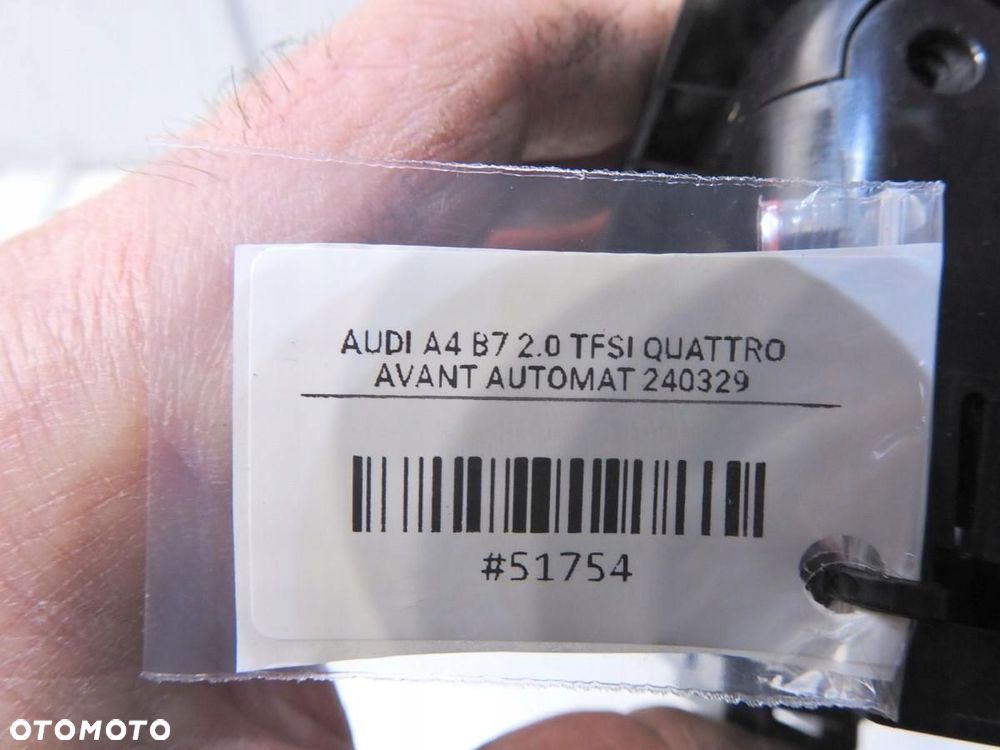 AUDI A4 B7 2.0 TFSI QUATTRO
AVANT AUTOMAT 240329
#51754
OTOMOTO